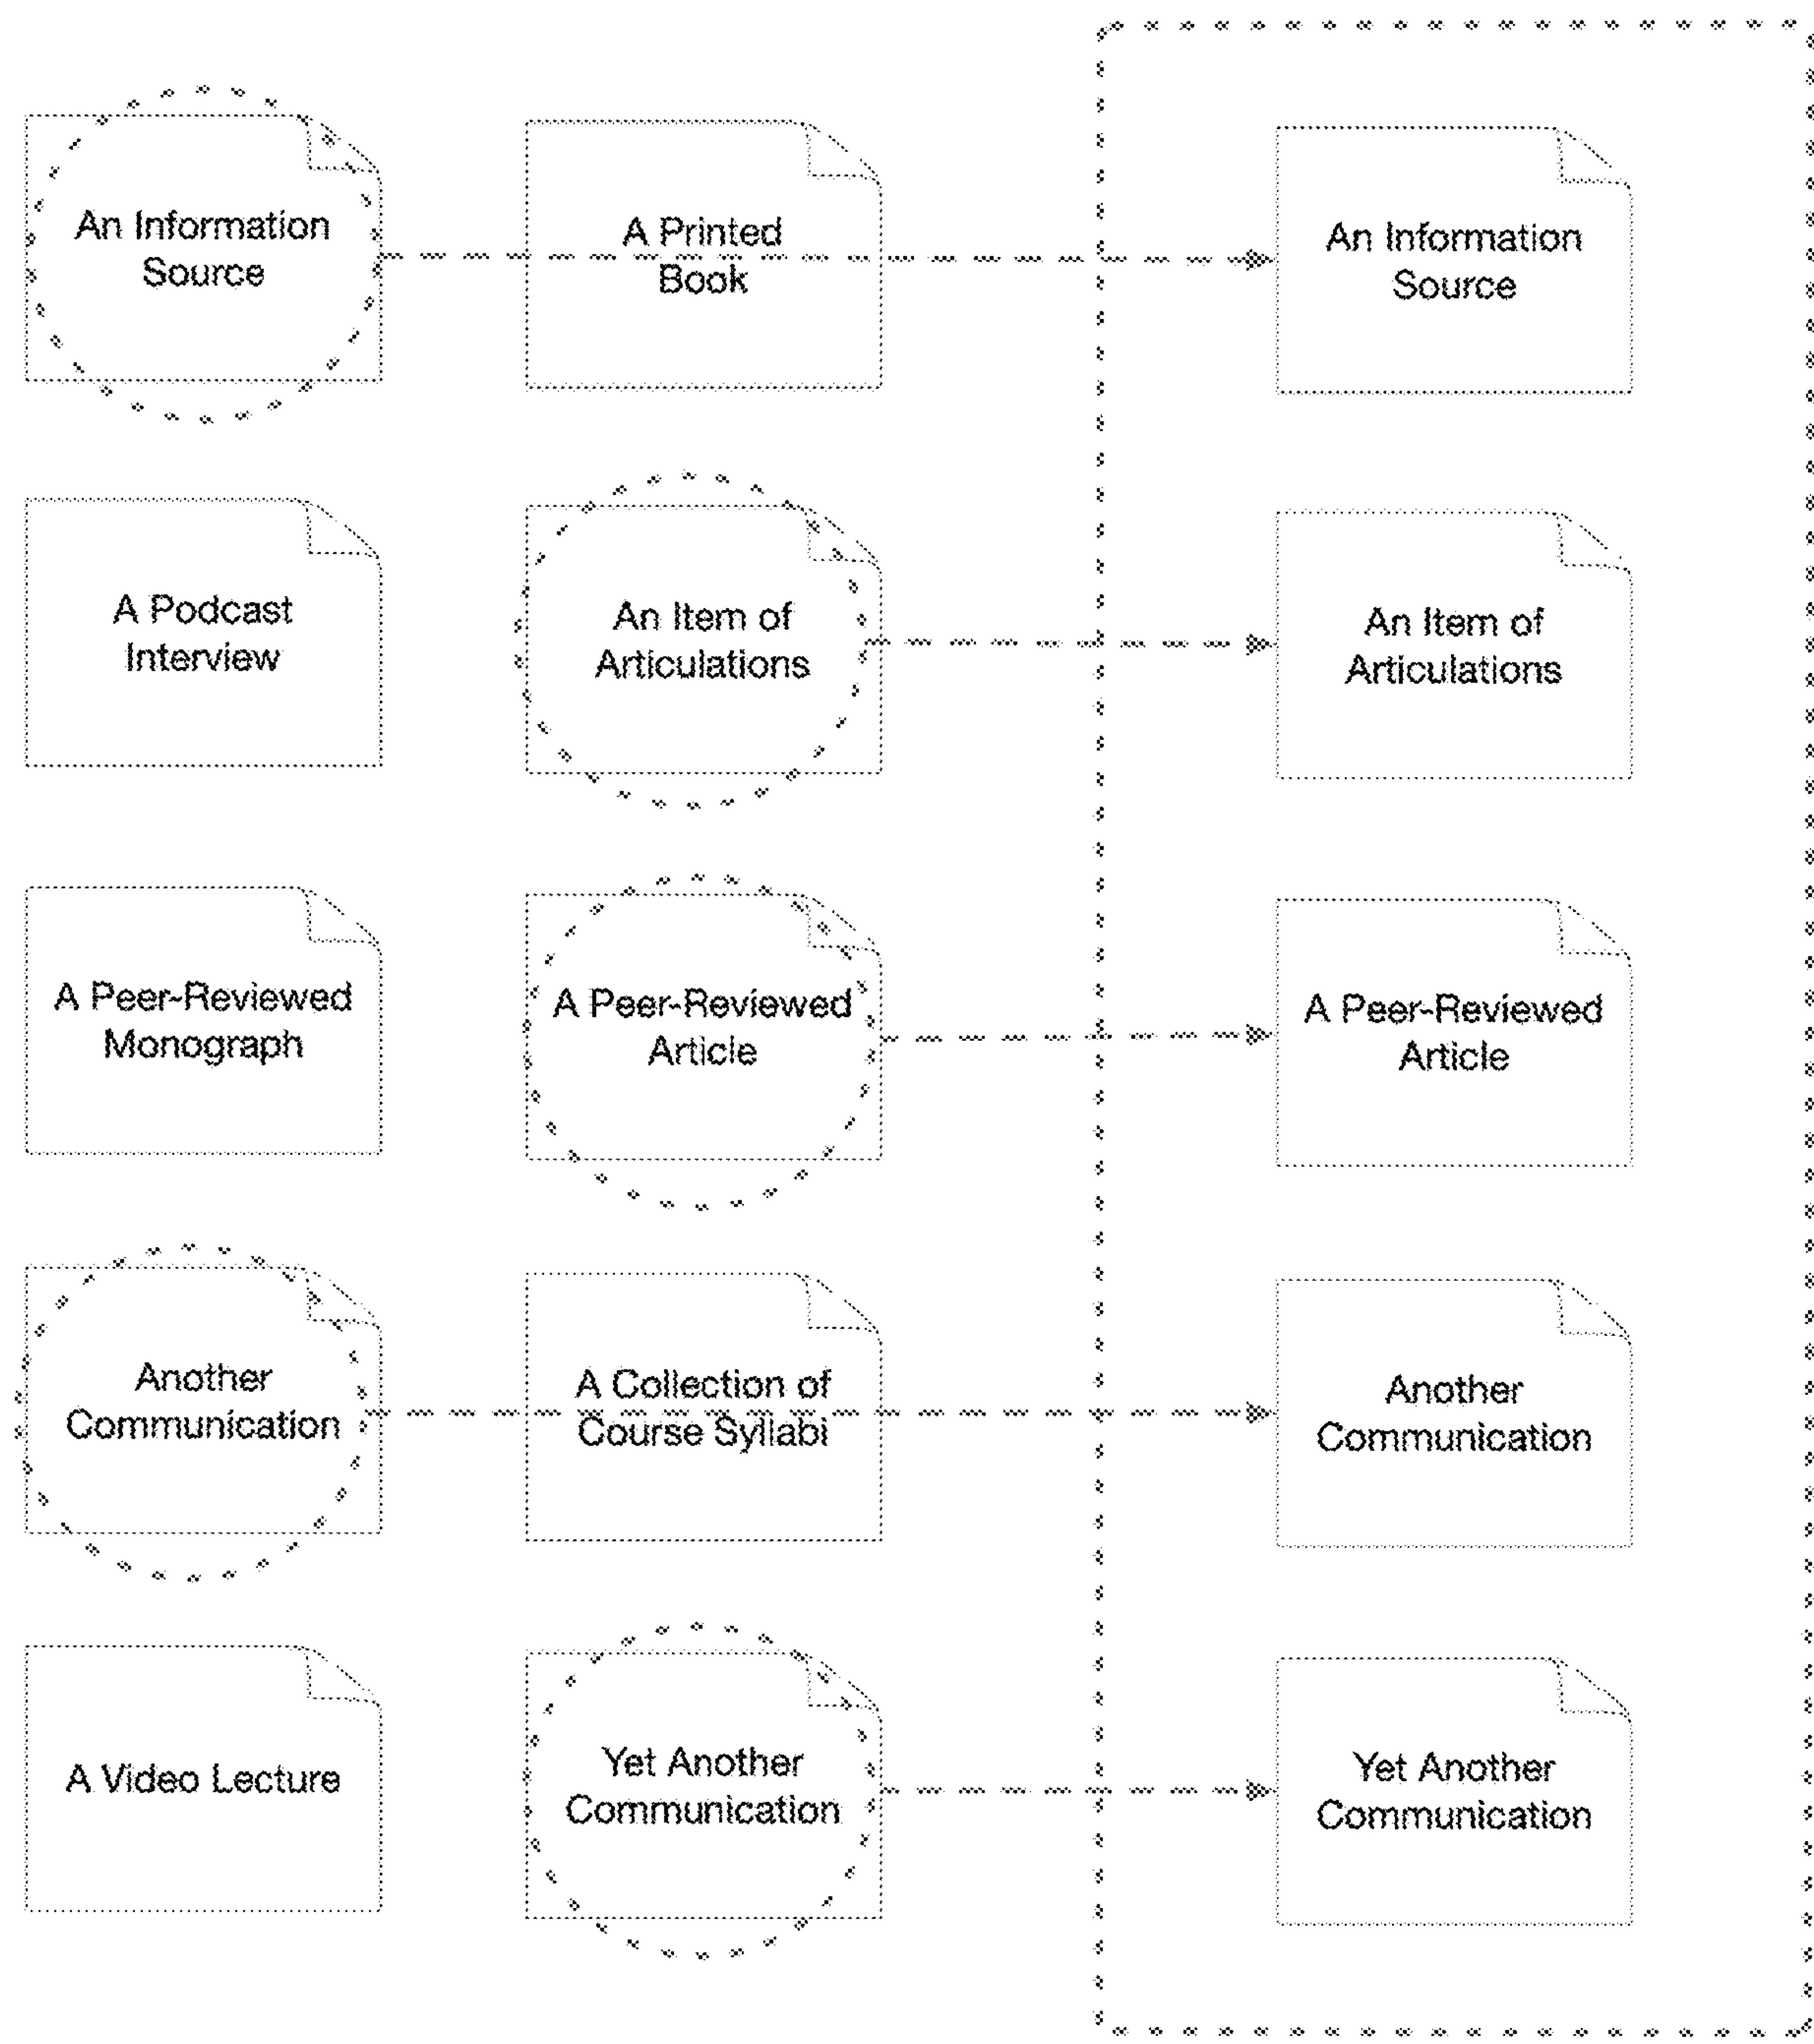 An Information
Source
A Printed
Book
An Information
Source
A Podcast
Interview
An Item of
Articulations
An Item of
Articulations
A Peer-Reviewed
Monograph
A Peer-Reviewed
Article
A Peer-Reviewed
Article
Another
Communication
A Collection of
Course Syllabi
Another
Communication
A Video Lecture
Yet Another
Communication
Yet Another
Communication